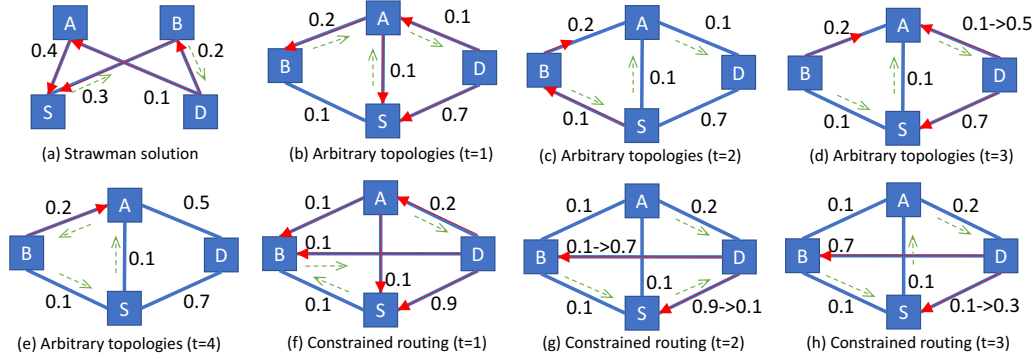 A
B
0.4
0.2
0.3
0.1
S
D
(a) Strawman solution
0.2
A
0.1
B
0.1
D
0.1
S
0.7
(b) Arbitrary topologies (t=1)
0.2
A
0.1
B
0.1
D
0.1
S
0.7
(c) Arbitrary topologies (t=2)
0.2
A
0.1->0.5
B
0.1
D
0.1
S
0.7
(d) Arbitrary topologies (t=3)
0.2
A
0.5
B
0.1
D
0.1
S
0.7
(e) Arbitrary topologies (t=4)
0.1
A
0.2
B
0.1
D
0.1
0.1
S
0.9
(f) Constrained routing (t=1)
0.1
A
0.2
B
0.1->0.7
D
0.1
0.1
S
0.9->0.1
(g) Constrained routing (t=2)
0.1
A
0.2
B
0.7
D
0.1
0.1
S
0.1->0.3
(h) Constrained routing (t=3)